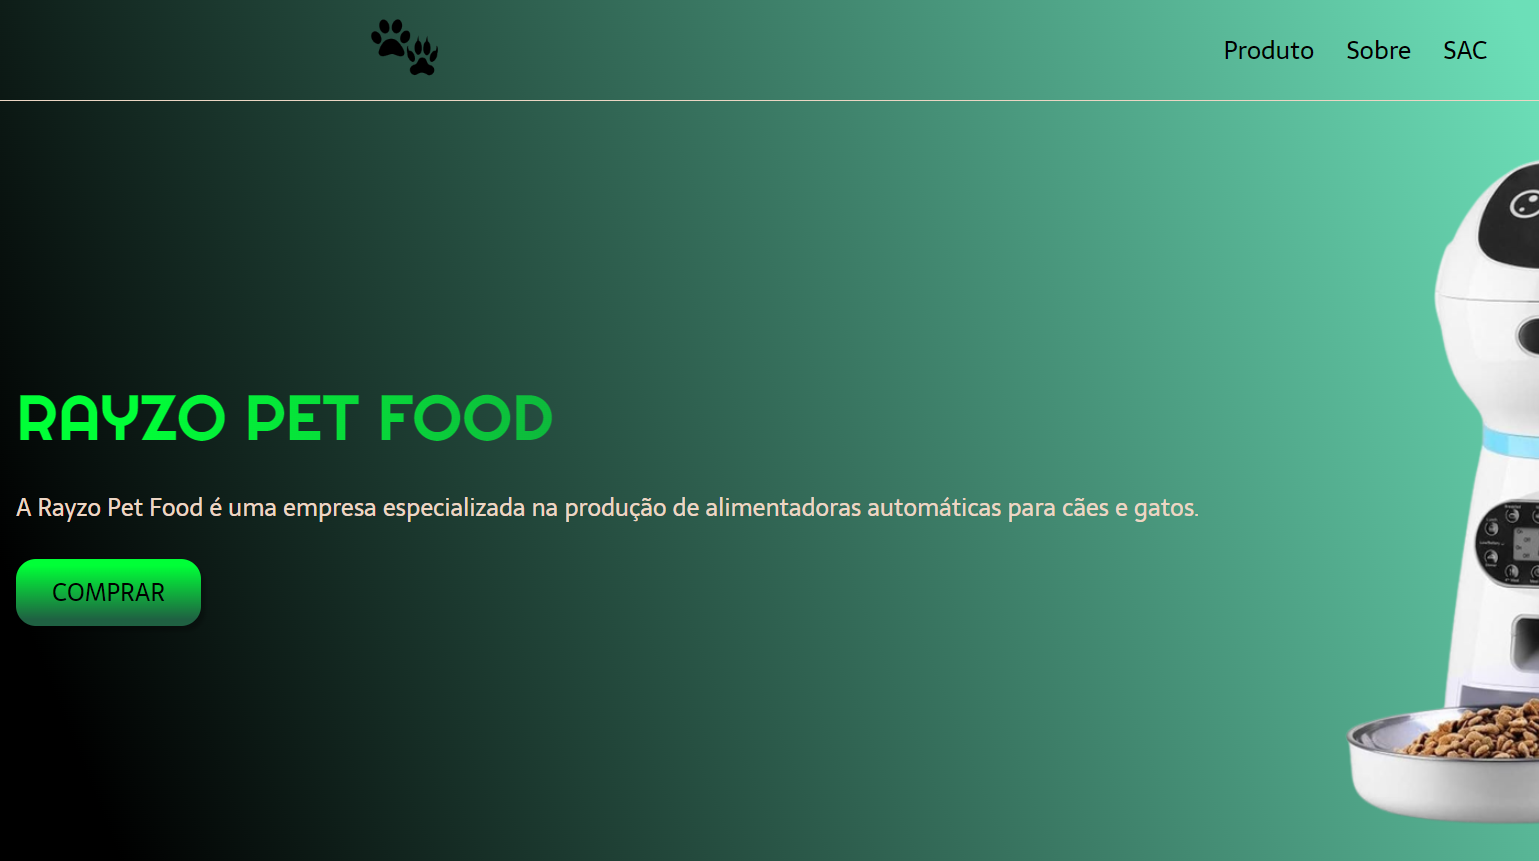 Produto Sobre SAC
RAYZO PET FOOD
A Rayzo Pet Food é uma empresa especializada na produção de alimentadoras automáticas para cães e gatos.
COMPRAR